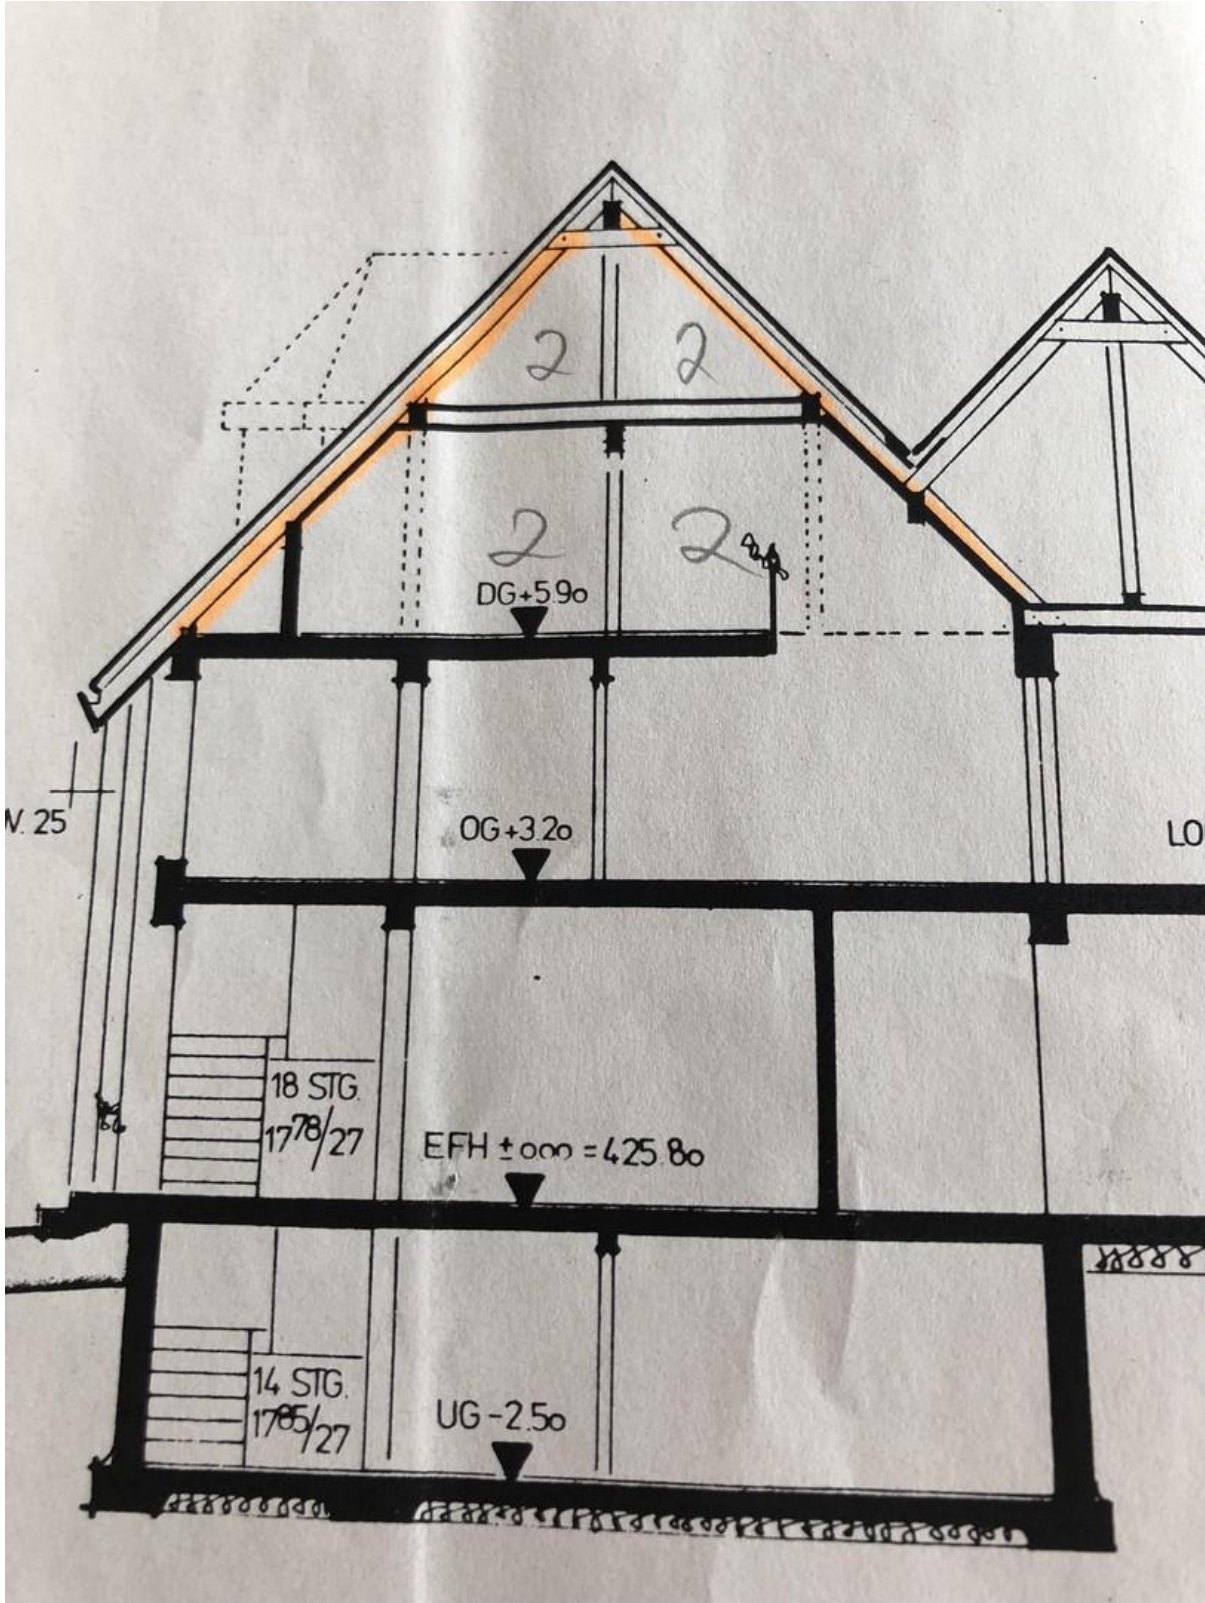 2 2
2 2
DG+5.90
OG+3.20
V. 25
LO
18 STG.
17⁷⁸/27
EFH ±000 = 425.80
14 STG.
17⁸⁵/27
UG-2.50